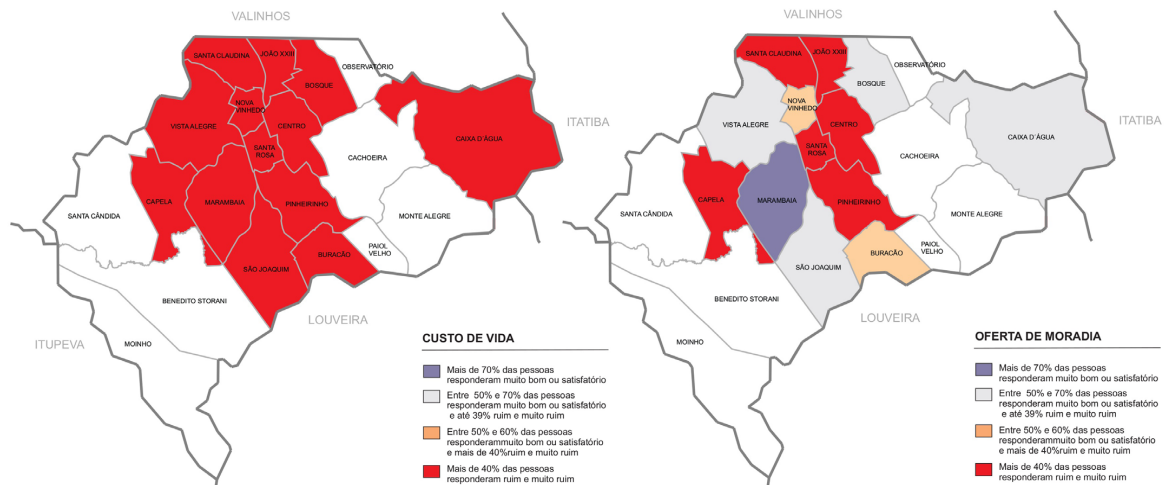 VALINHOS
SANTA CLAUDINA
JOÃO XXIII
BOSQUE
OBSERVATÓRIO
NOVA
VINHEDO
VISTA ALEGRE
CENTRO
ITATIBA
SANTA
ROSA
CAIXA D'ÁGUA
CACHOEIRA
CAPELA
MARAMBAIA
PINHEIRINHO
SANTA CÂNDIDA
MONTE ALEGRE
PAIOL
VELHO
BURACÃO
SÃO JOAQUIM
BENEDITO STORANI
LOUVEIRA
ITUPEVA
MOINHO
CUSTO DE VIDA
Mais de 70% das pessoas
responderam muito bom ou satisfatório
Entre 50% e 70% das pessoas
responderam muito bom ou satisfatório
e até 39% ruim e muito ruim
Entre 50% e 60% das pessoas
responderammuito bom ou satisfatório
e mais de 40%ruim e muito ruim
Mais de 40% das pessoas
responderam ruim e muito ruim
VALINHOS
SANTA CLAUDINA
JOÃO XXIII
BOSQUE
OBSERVATÓRIO
NOVA
VINHEDO
VISTA ALEGRE
CENTRO
ITATIBA
SANTA
ROSA
CAIXA D'ÁGUA
CACHOEIRA
CAPELA
MARAMBAIA
PINHEIRINHO
SANTA CÂNDIDA
MONTE ALEGRE
PAIOL
VELHO
BURACÃO
SÃO JOAQUIM
BENEDITO STORANI
LOUVEIRA
ITUPEVA
MOINHO
OFERTA DE MORADIA
Mais de 70% das pessoas
responderam muito bom ou satisfatório
Entre 50% e 70% das pessoas
responderam muito bom ou satisfatório
e até 39% ruim e muito ruim
Entre 50% e 60% das pessoas
responderammuito bom ou satisfatório
e mais de 40%ruim e muito ruim
Mais de 40% das pessoas
responderam ruim e muito ruim